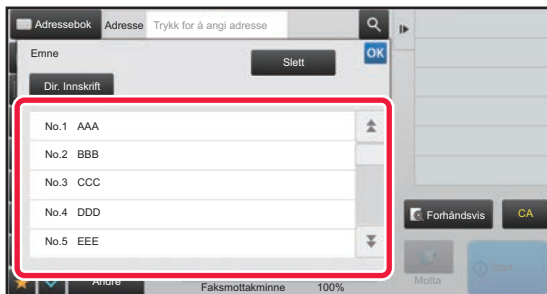 Adressebok Adresse Trykk for å angi adresse
Emne
Slett
OK
Dir. Innskrift
No.1 AAA
No.2 BBB
No.3 CCC
No.4 DDD
No.5 EEE
Forhåndsvis
CA
Andre
Faksmottakminne 100%
Motta
Start